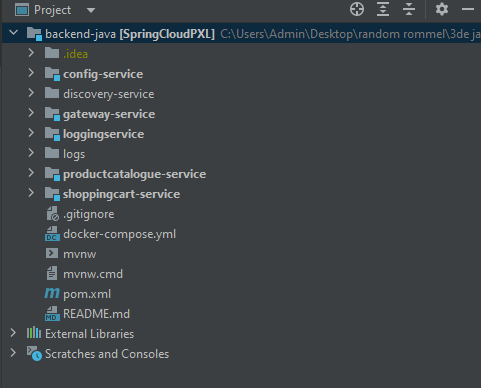 Project
backend-java [SpringCloudPXL] C:\Users\Admin\Desktop\random rommel\3de ja
.idea
config-service
discovery-service
gateway-service
loggingservice
logs
productcatalogue-service
shoppingcart-service
.gitignore
docker-compose.yml
mvnw
mvnw.cmd
m pom.xml
README.md
External Libraries
Scratches and Consoles